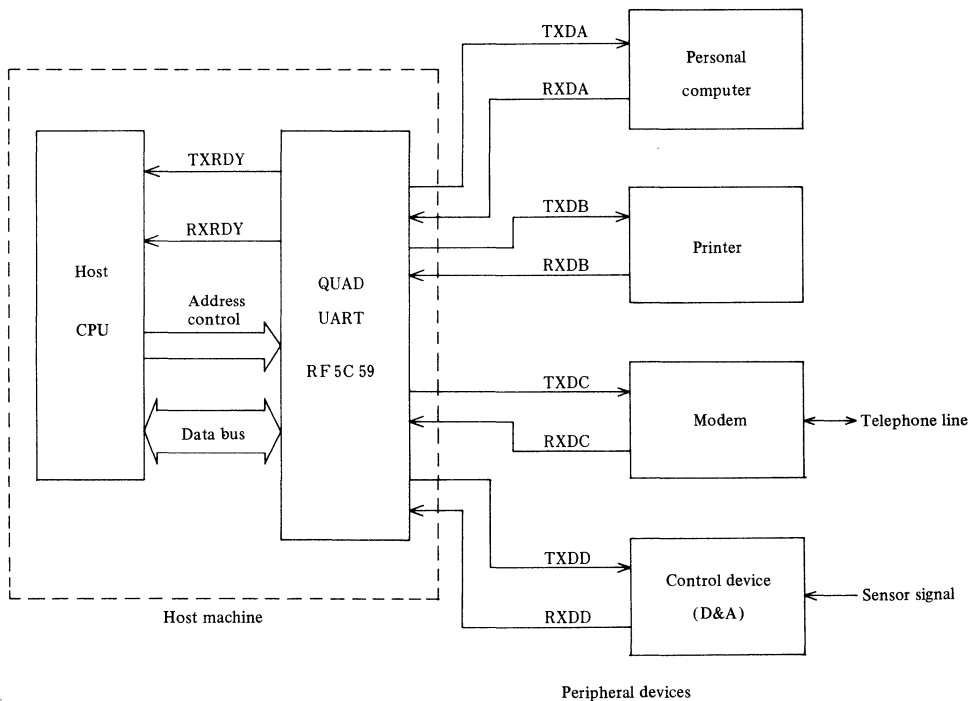 TXDA
Personal
computer
RXDA
TXRDY
RXRDY
TXDB
Printer
RXDB
Host
CPU
QUAD
UART
RF5C59
Address
control
Data bus
TXDC
Modem
Telephone line
RXDC
TXDD
Control device
(D&A)
Sensor signal
RXDD
Host machine
Peripheral devices